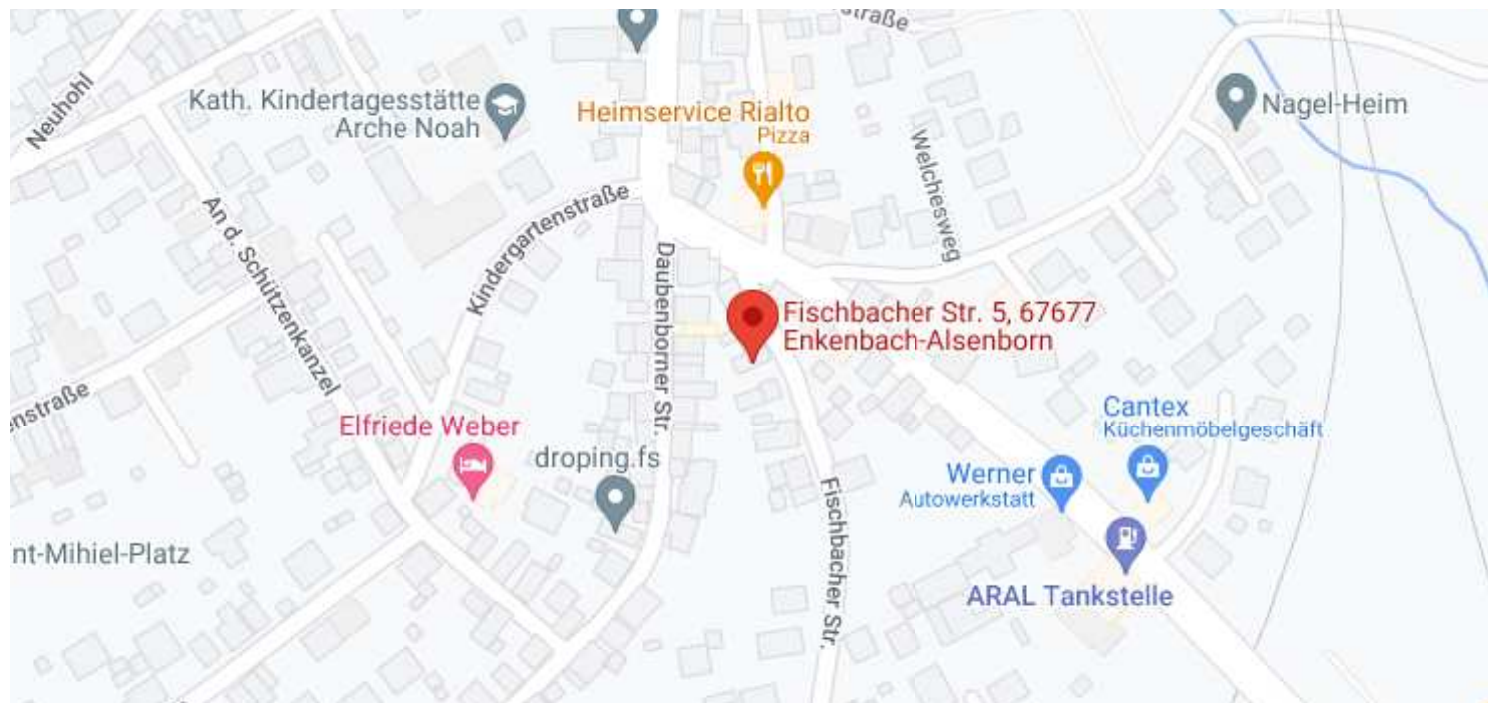 traße
Neuhohl
Kath. Kindertagesstätte
Arche Noah
Heimservice Rialto
Pizza
Nagel-Heim
Welchesweg
An d. Schützenkanzel
Kindergartenstraße
Daubenborner Str.
Fischbacher Str. 5, 67677
Enkenbach-Alsenborn
enstraße
Elfriede Weber
droping.fs
Cantex
Küchenmöbelgeschäft
Werner
Autowerkstatt
Fischbacher Str.
nt-Mihiel-Platz
ARAL Tankstelle